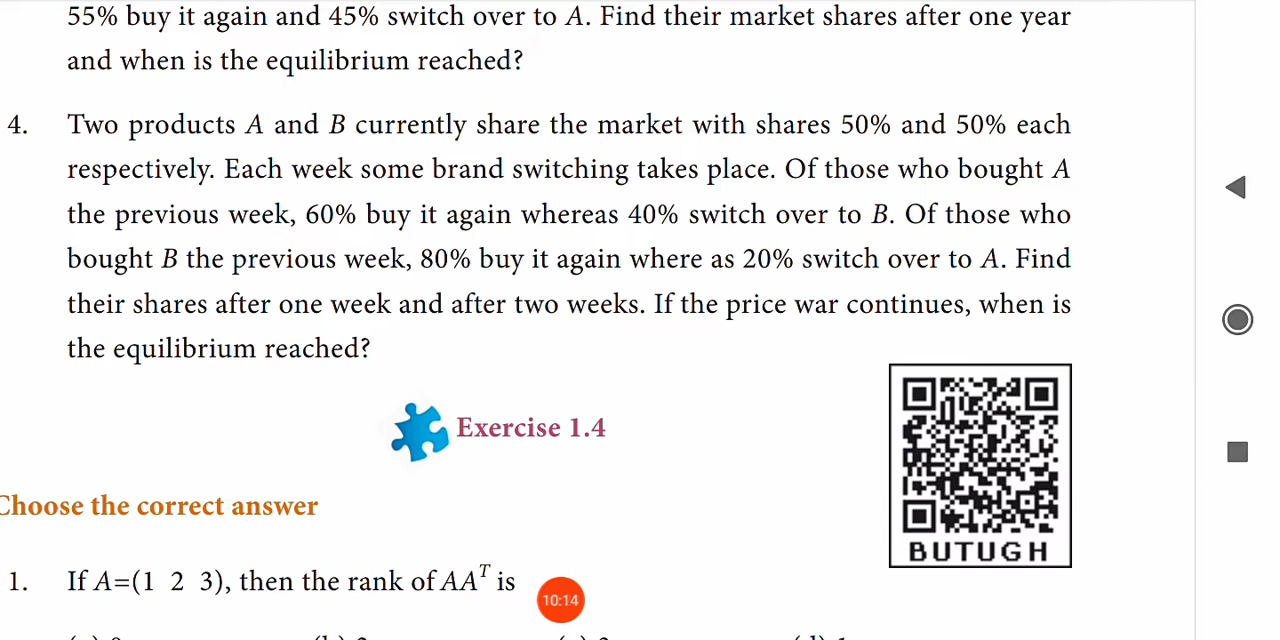 55% buy it again and 45% switch over to A. Find their market shares after one year
and when is the equilibrium reached?
4. Two products A and B currently share the market with shares 50% and 50% each
respectively. Each week some brand switching takes place. Of those who bought A
the previous week, 60% buy it again whereas 40% switch over to B. Of those who
bought B the previous week, 80% buy it again where as 20% switch over to A. Find
their shares after one week and after two weeks. If the price war continues, when is
the equilibrium reached?
Exercise 1.4
BUTUGH
Choose the correct answer
1. If A=(1 2 3), then the rank of AAᵀ is
10:14